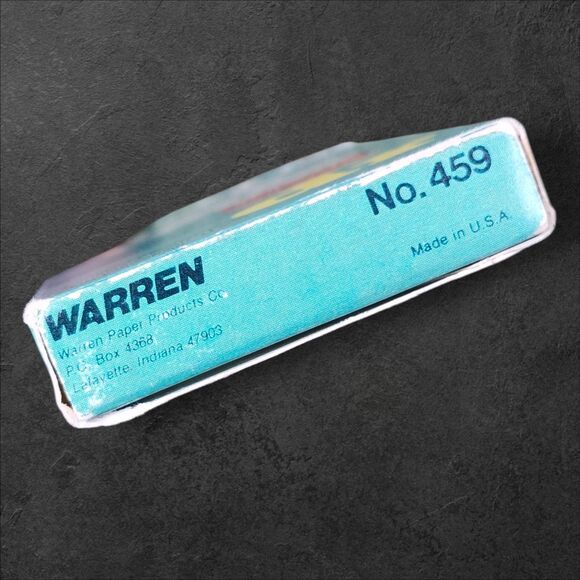 WARREN
Warren Paper Products Co.
P.O. Box 4368
Lafayette, Indiana 47903
No. 459
Made in U.S.A.